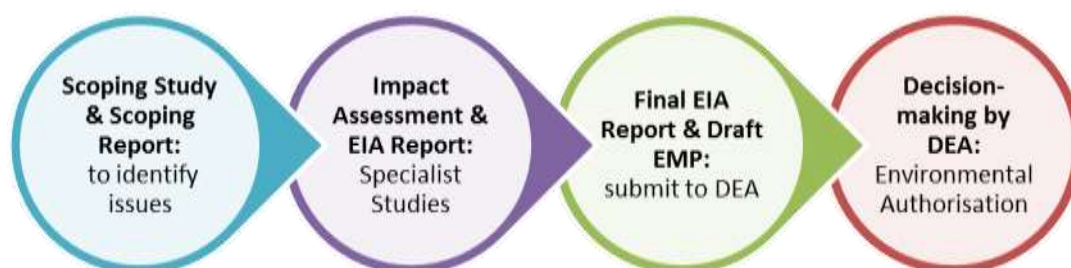 Scoping Study
& Scoping
Report:
to identify
issues
Impact
Assessment &
EIA Report:
Specialist
Studies
Final EIA
Report & Draft
EMP:
submit to DEA
Decision-
making by
DEA:
Environmental
Authorisation